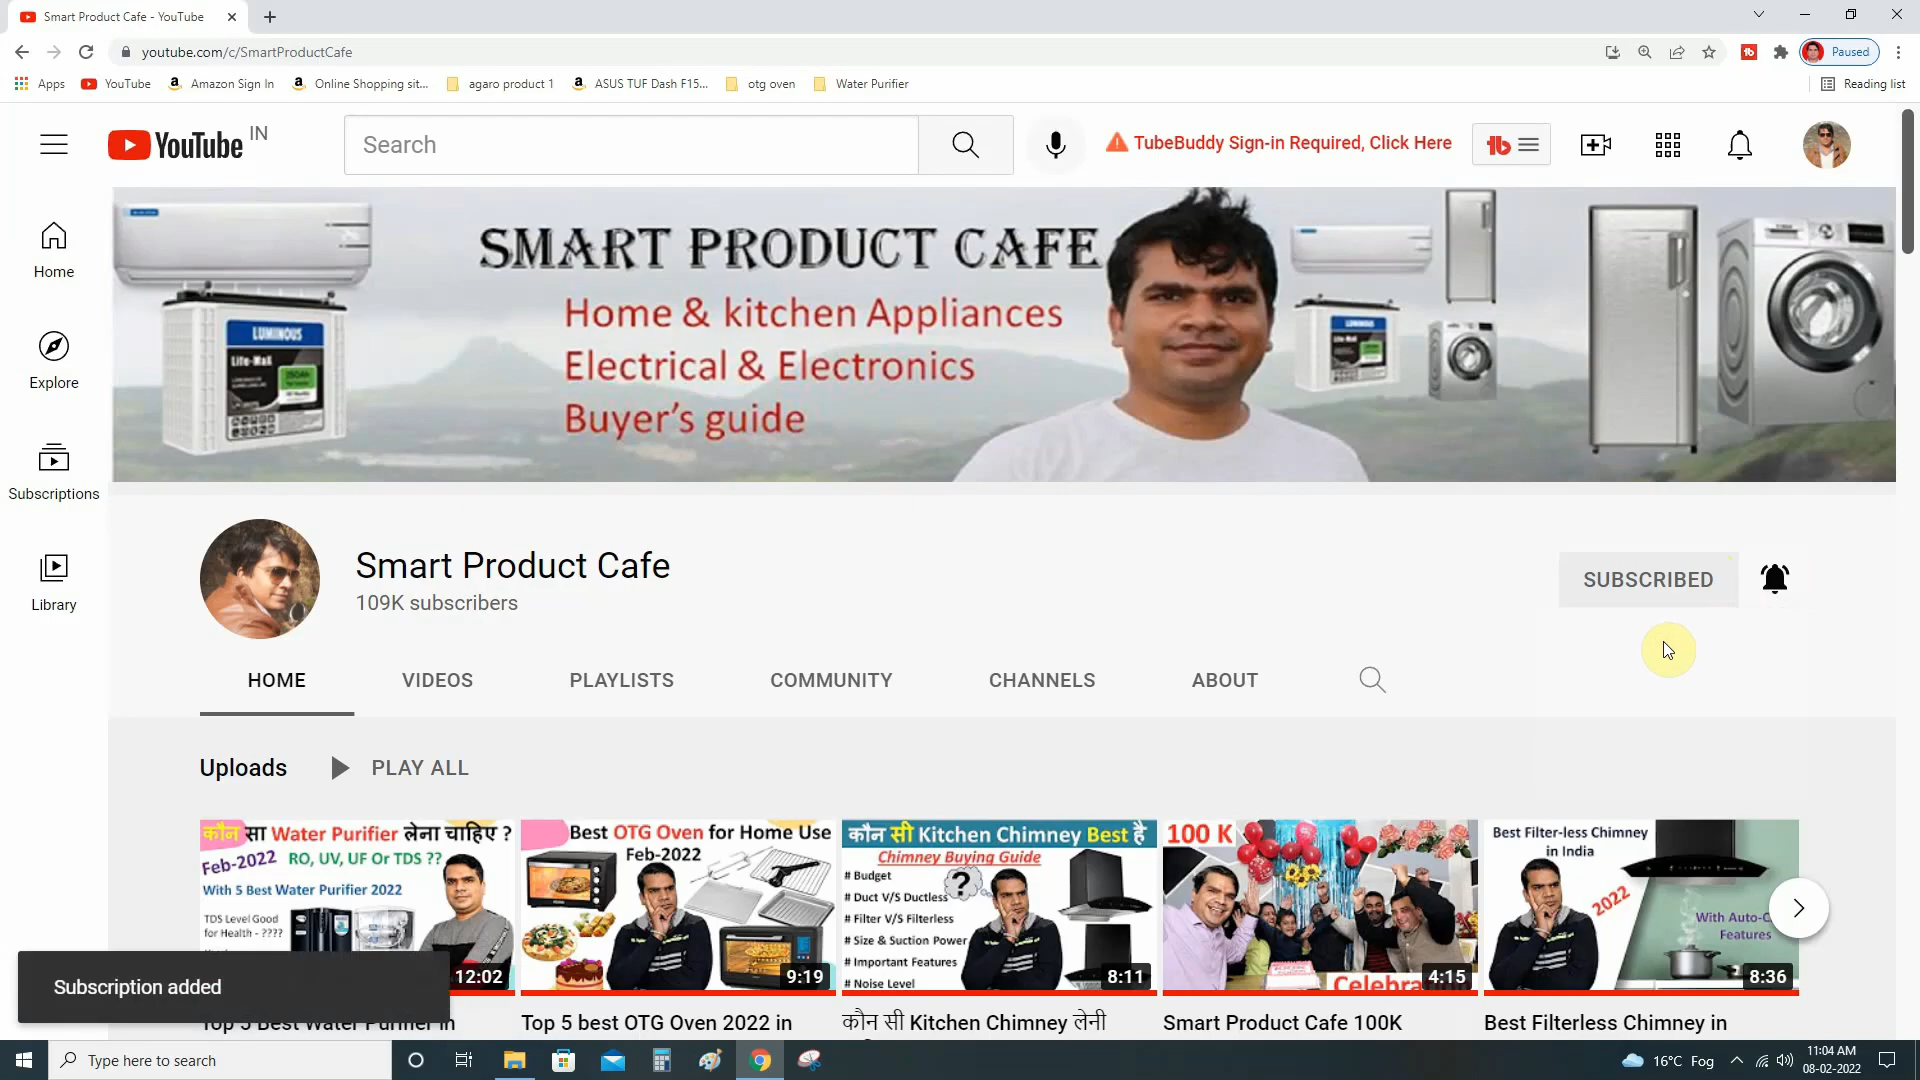 Smart Product Cafe - YouTube
youtube.com/c/SmartProductCafe
Paused
Apps
YouTube
Amazon Sign In
Online Shopping sit...
agaro product 1
ASUS TUF Dash F15...
otg oven
Water Purifier
Reading list
YouTube IN
Search
TubeBuddy Sign-in Required, Click Here
Home
Explore
Subscriptions
Library
SMART PRODUCT CAFE
Home & kitchen Appliances
Electrical & Electronics
Buyer's guide
LUMINOUS
Smart Product Cafe
109K subscribers
SUBSCRIBED
HOME VIDEOS PLAYLISTS COMMUNITY CHANNELS ABOUT
Uploads PLAY ALL
कौन सा Water Purifier लेना चाहिए ?
Feb-2022 RO, UV, UF Or TDS ??
With 5 Best Water Purifier 2022
TDS Level Good
for Health - ????
12:02
Best OTG Oven for Home Use
Feb-2022
9:19
कौन सी Kitchen Chimney Best है
Chimney Buying Guide
# Budget
# Duct V/S Ductless
# Filter V/S Filterless
# Size & Suction Power
# Important Features
# Noise Level
?
8:11
100 K
4:15
Best Filter-less Chimney
in India
2022
Features
8:36
Subscription added
Top 5 Best Water Purifier in
Top 5 best OTG Oven 2022 in
कौन सी Kitchen Chimney लेनी
Smart Product Cafe 100K
Best Filterless Chimney in
Type here to search
16°C Fog
11:04 AM
08-02-2022